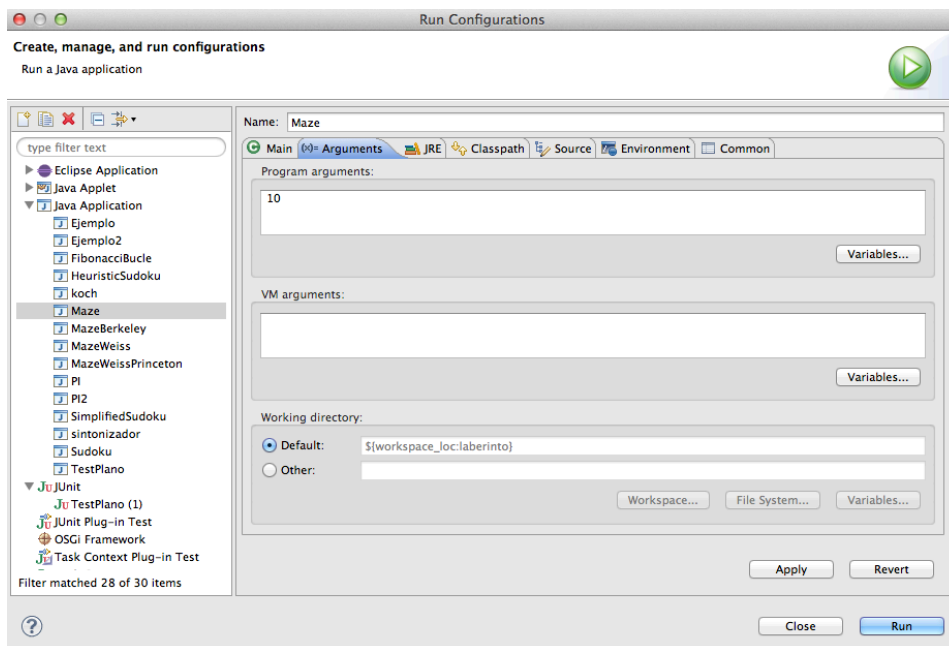 Run Configurations
Create, manage, and run configurations
Run a Java application
type filter text
Eclipse Application
Java Applet
Java Application
Ejemplo
Ejemplo2
FibonacciBucle
HeuristicSudoku
koch
Maze
MazeBerkeley
MazeWeiss
MazeWeissPrinceton
PI
PI2
SimplifiedSudoku
sintonizador
Sudoku
TestPlano
JUnit
TestPlano (1)
JUnit Plug-in Test
OSGi Framework
Task Context Plug-in Test
Filter matched 28 of 30 items
Name: Maze
Main (x)= Arguments JRE Classpath Source Environment Common
Program arguments:
10
Variables...
VM arguments:
Variables...
Working directory:
Default: ${workspace_loc:laberinto}
Other:
Workspace... File System... Variables...
Apply Revert
Close Run